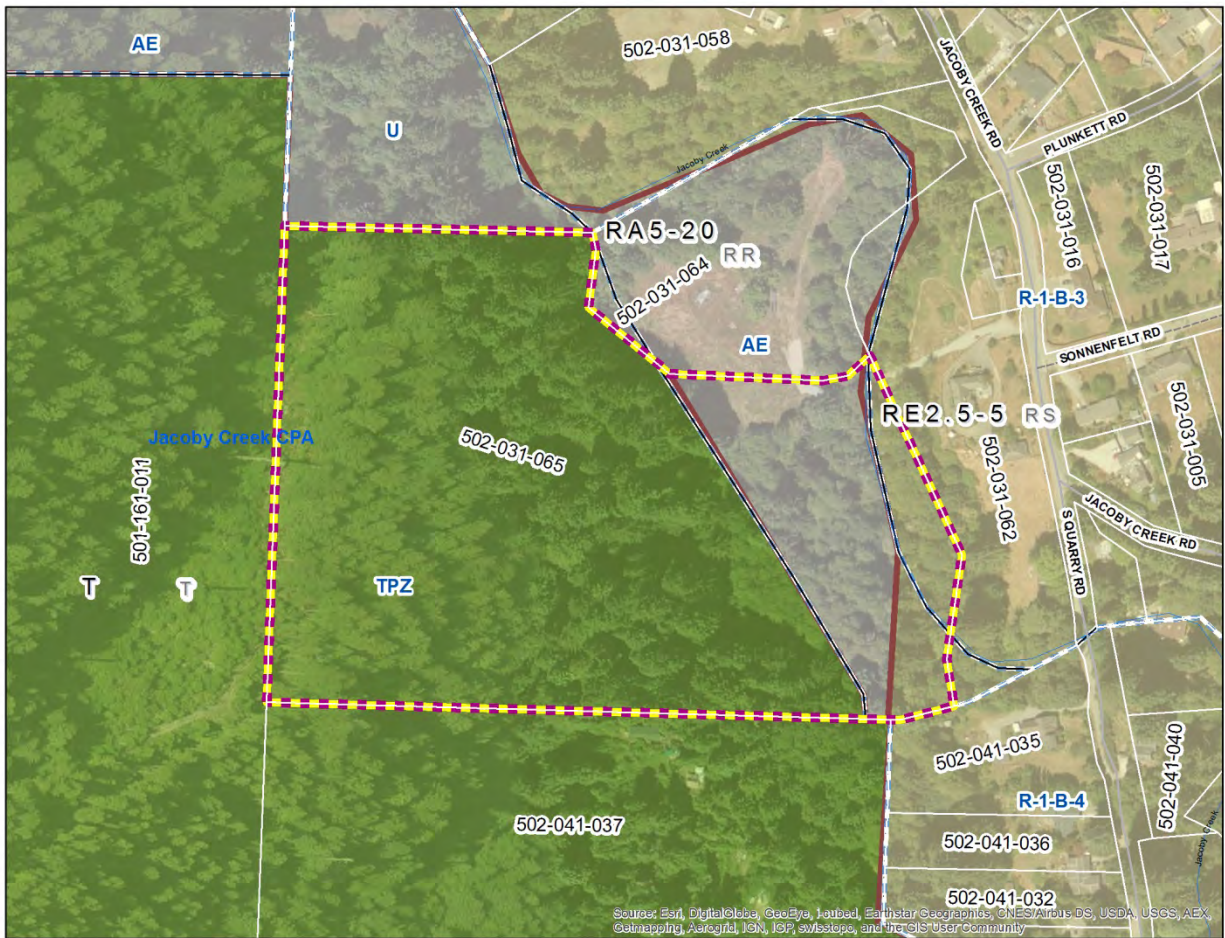 AE
502-031-058
JACOBY CREEK RD
U
PLUNKETT RD
Jacoby Creek
502-031-016
502-031-017
RA5-20
RR
502-031-064
R-1-B-3
AE
SONNENFELT RD
RE2.5-5 RS
Jacoby Creek CPA
502-031-065
502-031-062
502-031-005
501-161-011
JACOBY CREEK RD
S QUARRY RD
T
T
TPZ
502-041-035
502-041-040
R-1-B-4
502-041-037
502-041-036
Jacoby Creek
502-041-032
Source: Esri, DigitalGlobe, GeoEye, i-cubed, Earthstar Geographics, CNES/Airbus DS, USDA, USGS, AEX,
Getmapping, Aerogrid, IGN, IGP, swisstopo, and the GIS User Community